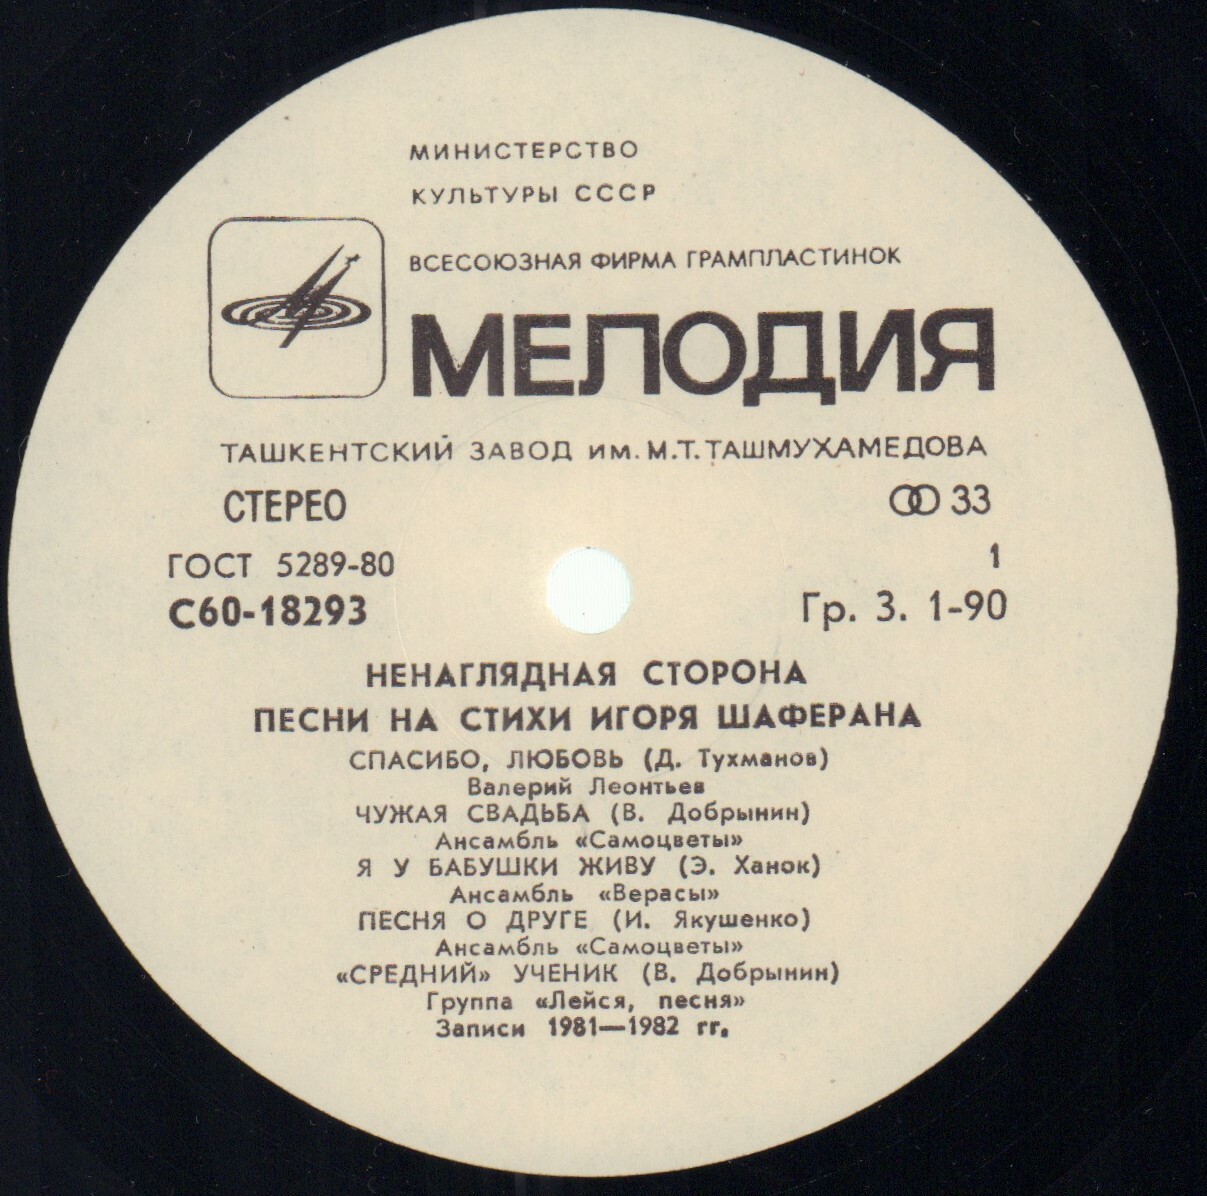 МИНИСТЕРСТВО
КУЛЬТУРЫ СССР
ВСЕСОЮЗНАЯ ФИРМА ГРАМПЛАСТИНОК
МЕЛОДИЯ
ТАШКЕНТСКИЙ ЗАВОД им. М.Т. ТАШМУХАМЕДОВА
СТЕРЕО 33
ГОСТ 5289-80 1
С60-18293 Гр. 3. 1-90
НЕНАГЛЯДНАЯ СТОРОНА
ПЕСНИ НА СТИХИ ИГОРЯ ШАФЕРАНА
СПАСИБО, ЛЮБОВЬ (Д. Тухманов)
Валерий Леонтьев
ЧУЖАЯ СВАДЬБА (В. Добрынин)
Ансамбль «Самоцветы»
Я У БАБУШКИ ЖИВУ (Э. Ханок)
Ансамбль «Верасы»
ПЕСНЯ О ДРУГЕ (И. Якушенко)
Ансамбль «Самоцветы»
«СРЕДНИЙ» УЧЕНИК (В. Добрынин)
Группа «Лейся, песня»
Записи 1981—1982 гг.